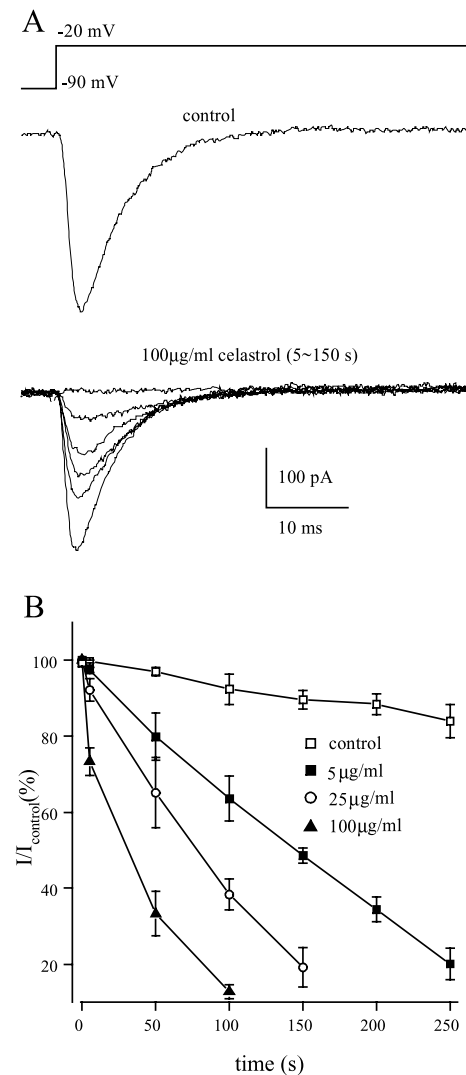 A
-20 mV
-90 mV
control
100μg/ml celastrol (5~150 s)
100 pA
10 ms
B
I/Icontrol(%)
100
80
60
40
20
control
5μg/ml
25μg/ml
100μg/ml
0 50 100 150 200 250
time (s)